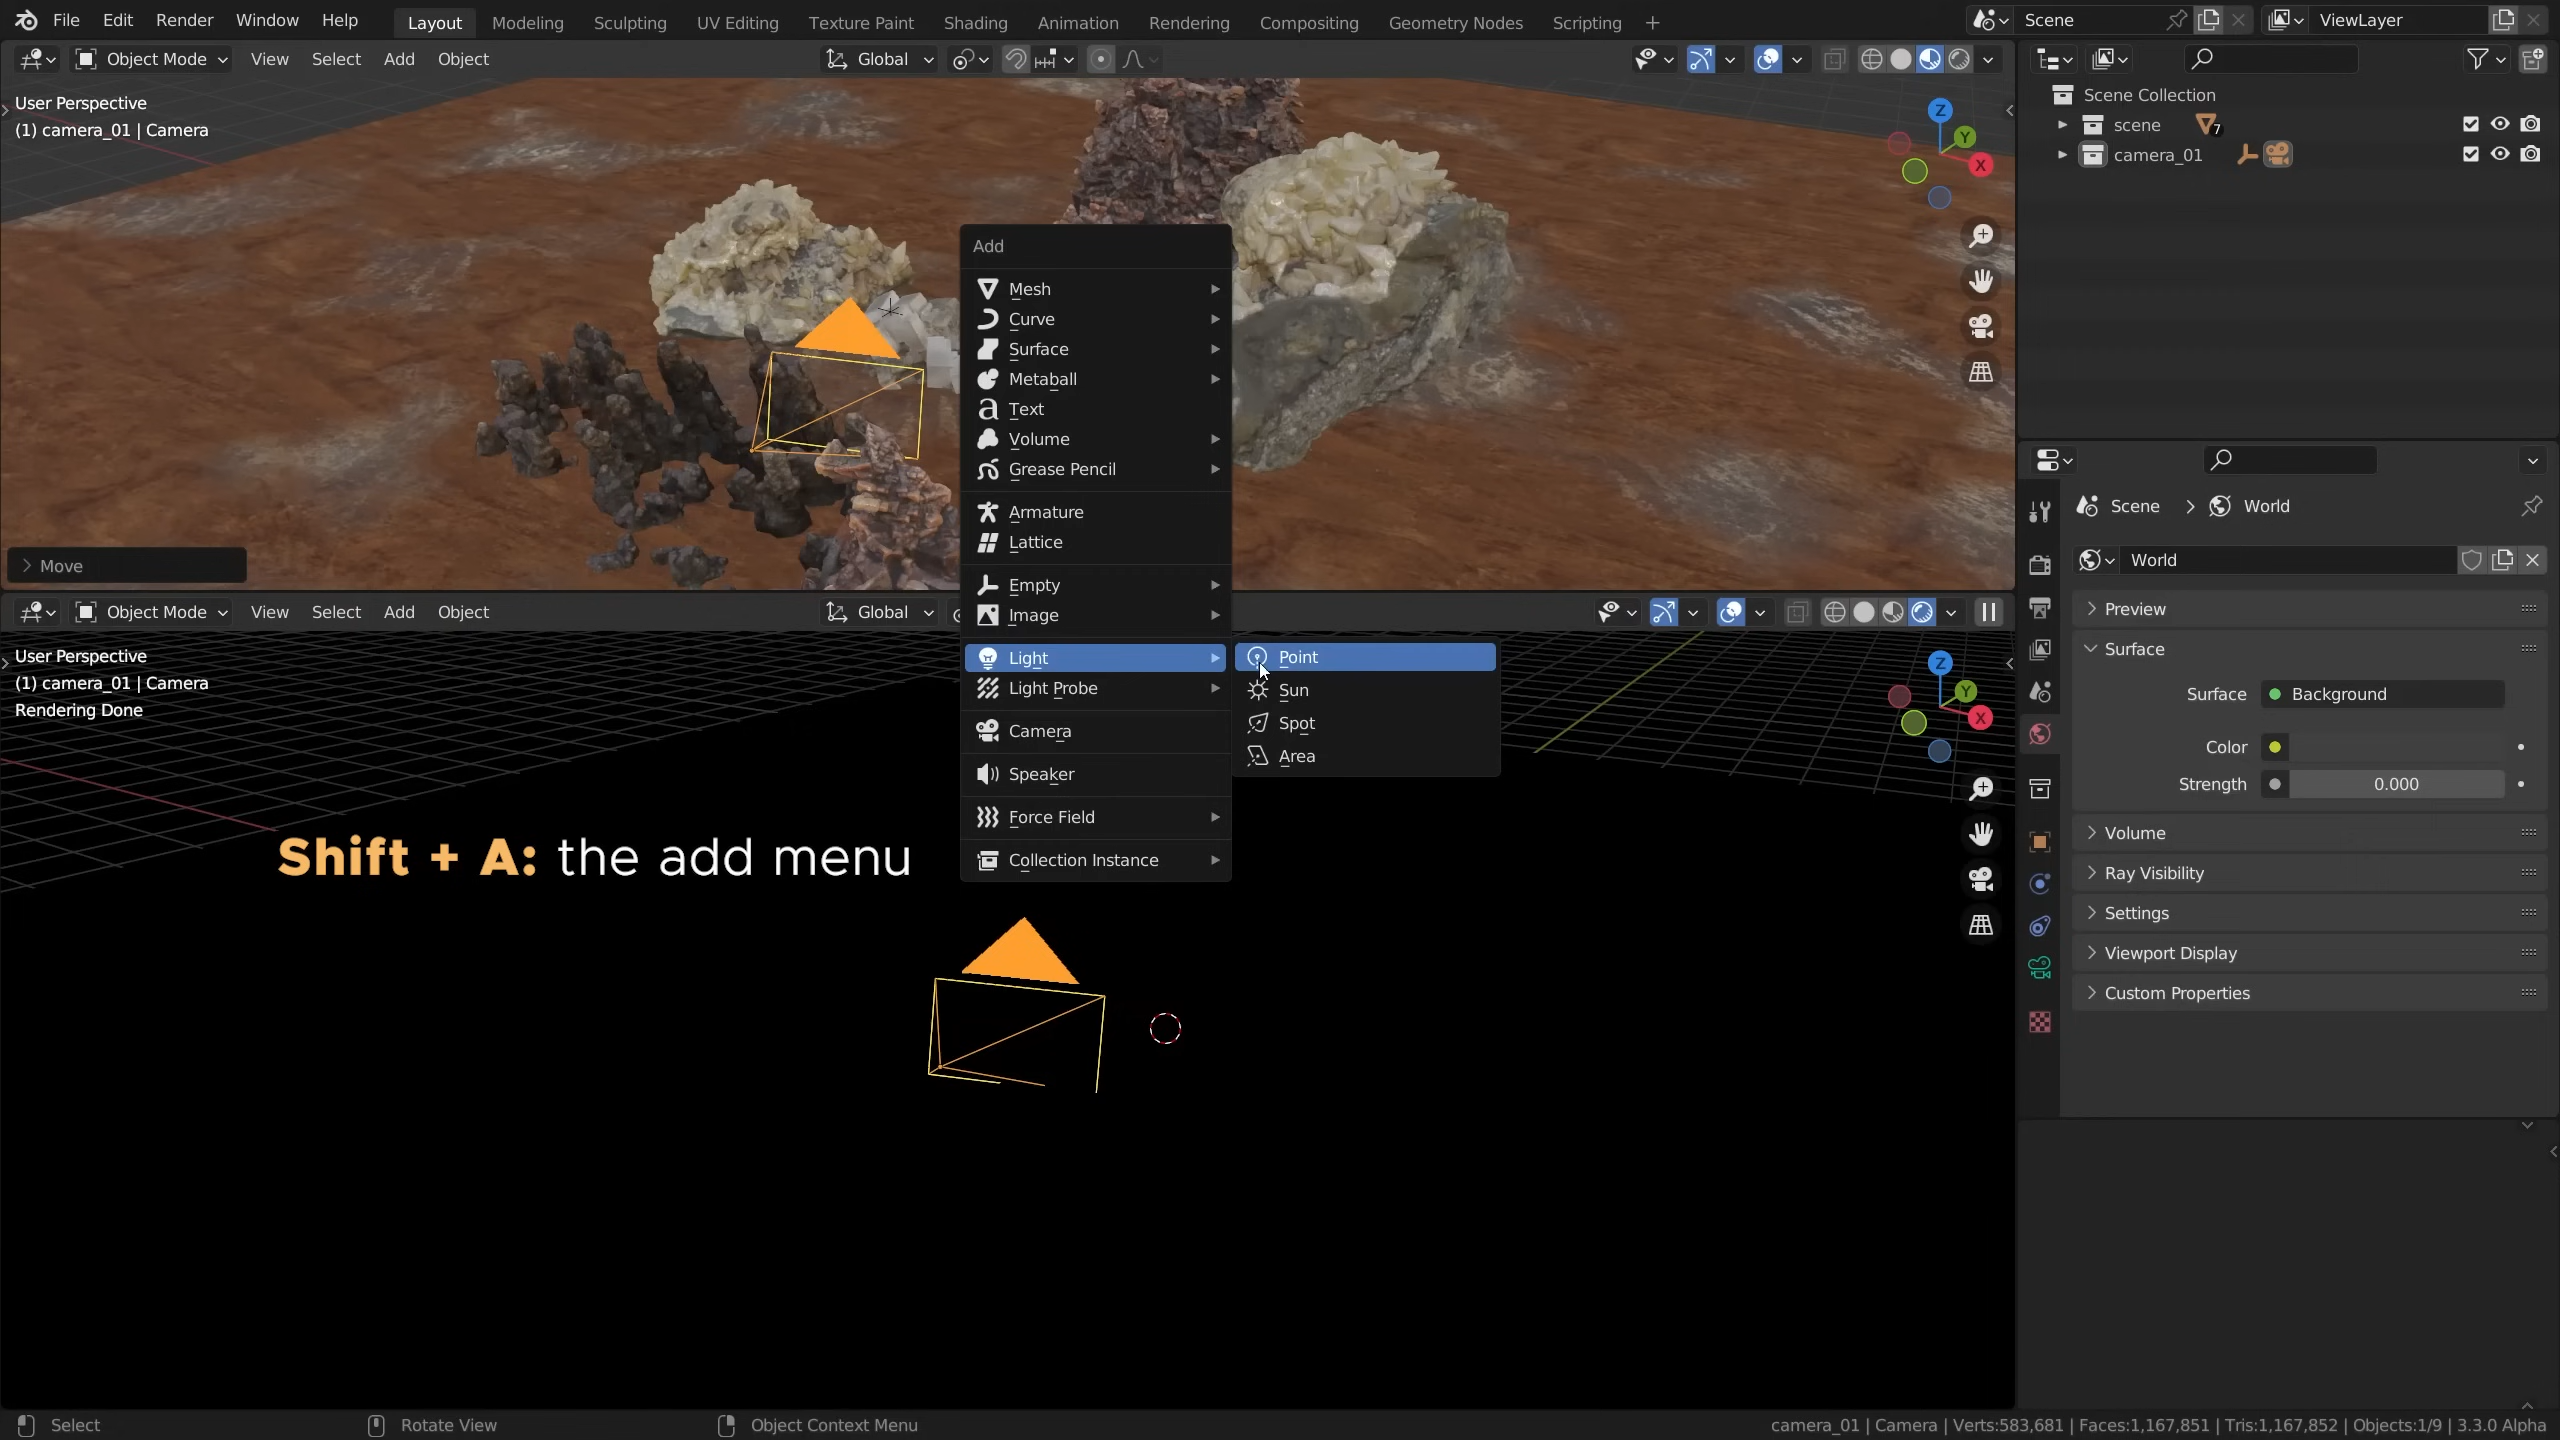 File Edit Render Window Help Layout Modeling Sculpting UV Editing Texture Paint Shading Animation Rendering Compositing Geometry Nodes Scripting + Scene ViewLayer
Object Mode View Select Add Object Global
User Perspective
(1) camera_01 | Camera
Z
Y
X
Scene Collection
scene 7
camera_01
Add
Mesh
Curve
Surface
Metaball
Text
Volume
Grease Pencil
Armature
Lattice
Empty
Image
Light
Light Probe
Camera
Speaker
Force Field
Collection Instance
Point
Sun
Spot
Area
Move
Object Mode View Select Add Object Global
User Perspective
(1) camera_01 | Camera
Rendering Done
Z
Y
X
Shift + A: the add menu
Scene > World
World
Preview
Surface
Surface Background
Color
Strength 0.000
Volume
Ray Visibility
Settings
Viewport Display
Custom Properties
Select Rotate View Object Context Menu camera_01 | Camera | Verts:583,681 | Faces:1,167,851 | Tris:1,167,852 | Objects:1/9 | 3.3.0 Alpha